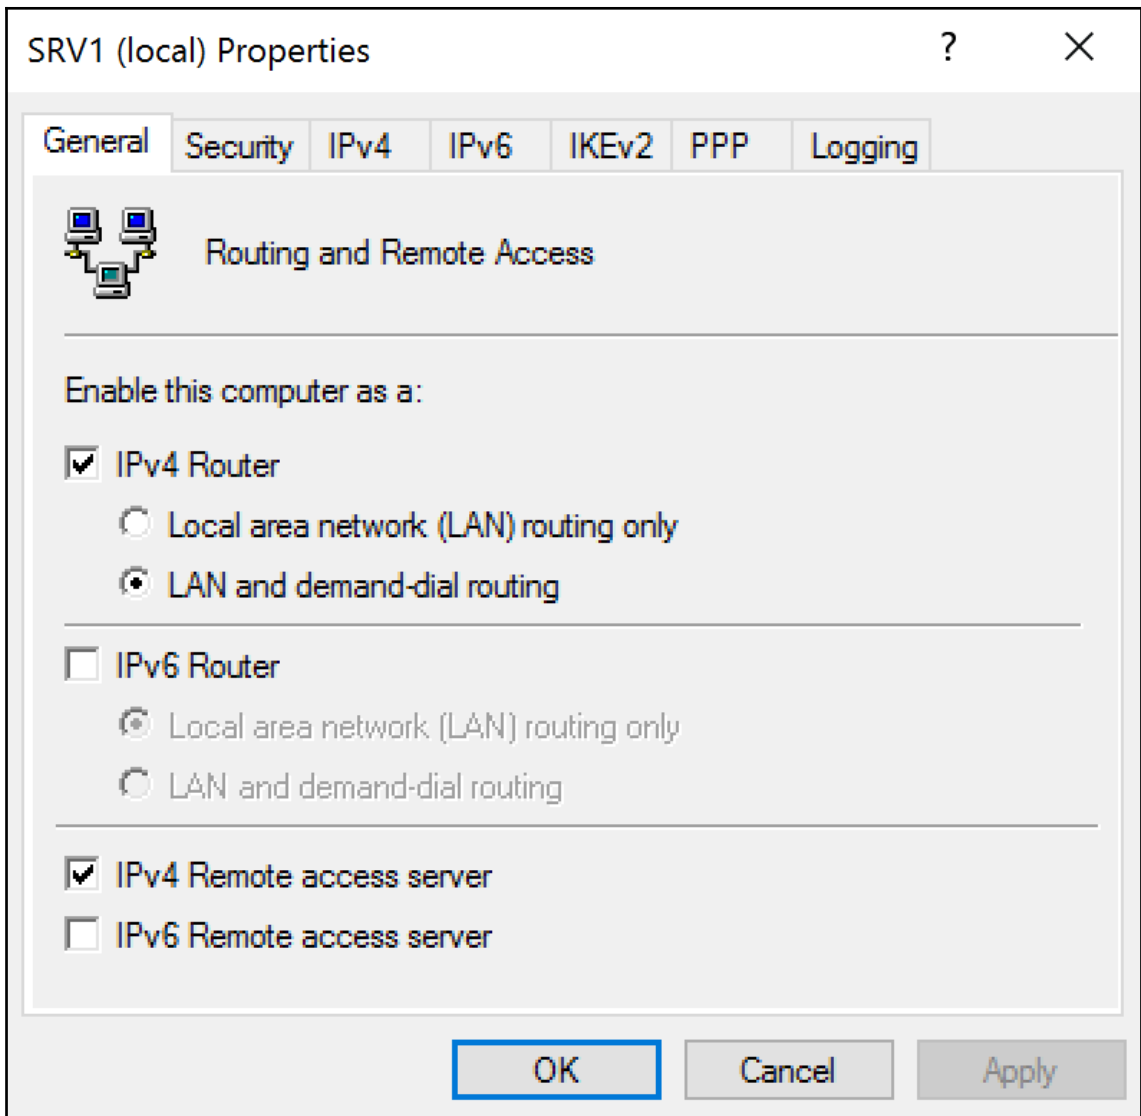 SRV1 (local) Properties ?
General Security IPv4 IPv6 IKEv2 PPP Logging
Routing and Remote Access
Enable this computer as a:
IPv4 Router
Local area network (LAN) routing only
LAN and demand-dial routing
IPv6 Router
Local area network (LAN) routing only
LAN and demand-dial routing
IPv4 Remote access server
IPv6 Remote access server
OK Cancel Apply